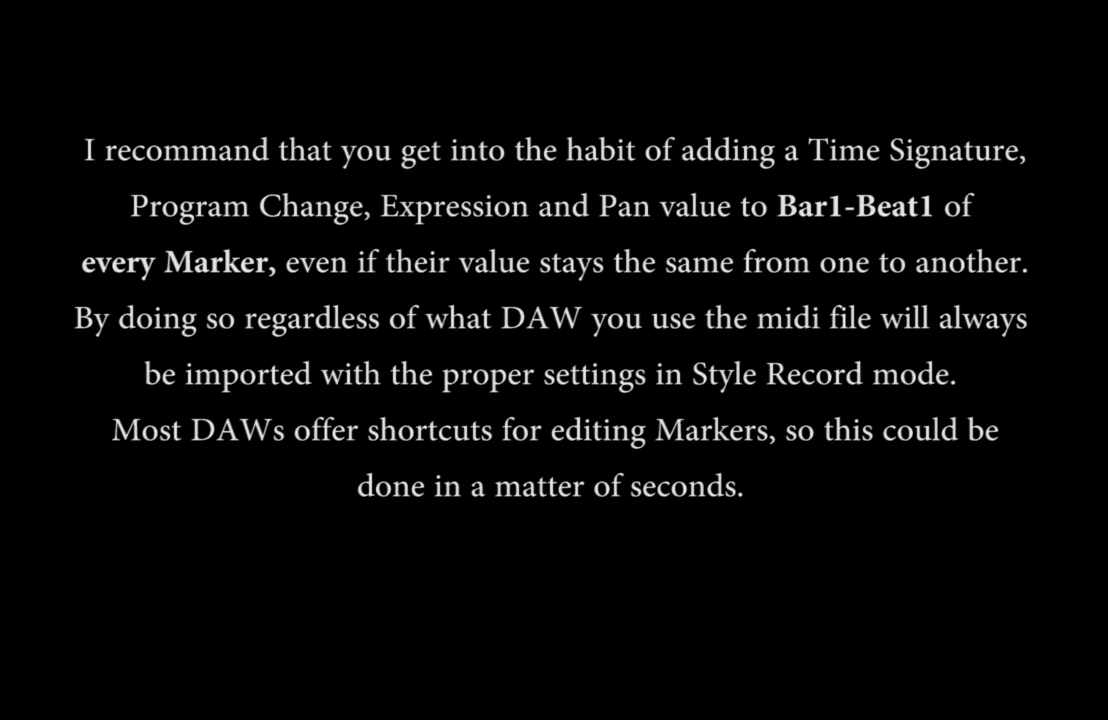 I recommand that you get into the habit of adding a Time Signature,
Program Change, Expression and Pan value to Bar1-Beat1 of
every Marker, even if their value stays the same from one to another.
By doing so regardless of what DAW you use the midi file will always
be imported with the proper settings in Style Record mode.
Most DAWs offer shortcuts for editing Markers, so this could be
done in a matter of seconds.